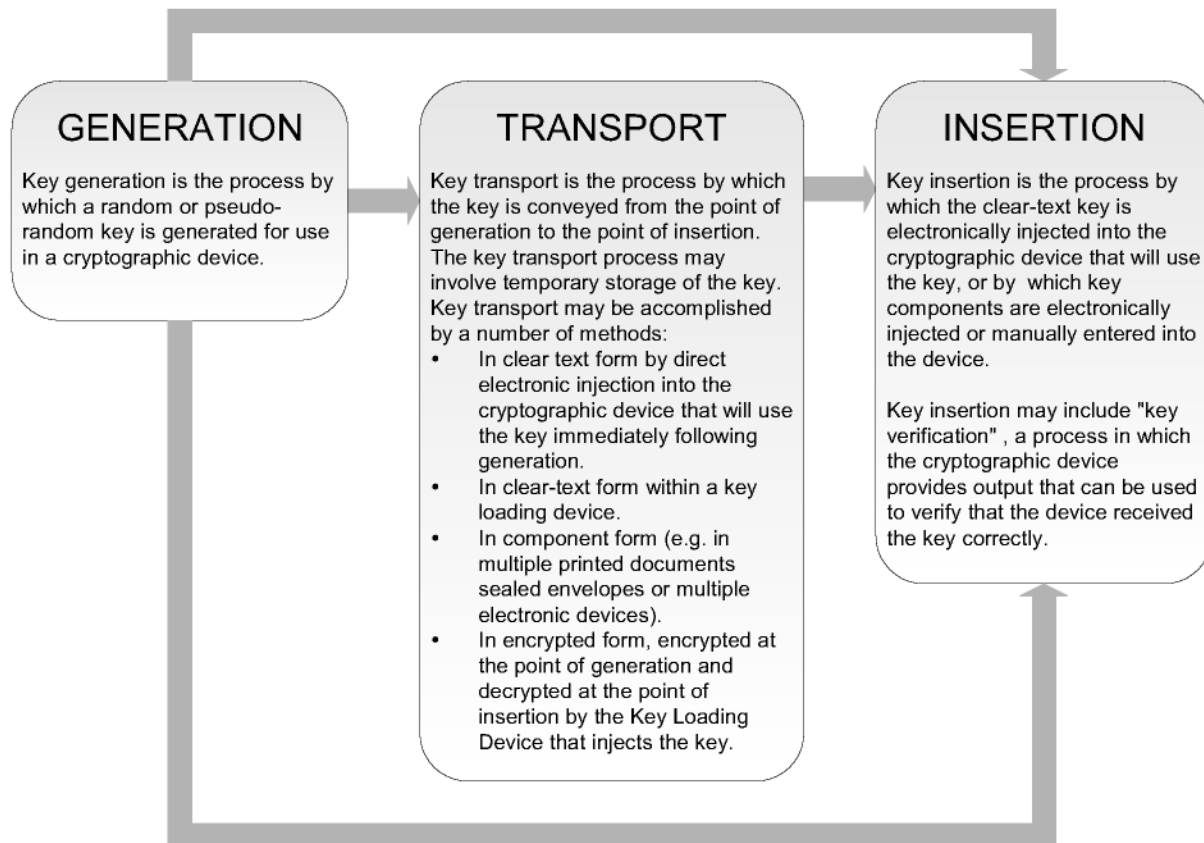 GENERATION
Key generation is the process by
which a random or pseudo-
random key is generated for use
in a cryptographic device.
TRANSPORT
Key transport is the process by which
the key is conveyed from the point of
generation to the point of insertion.
The key transport process may
involve temporary storage of the key.
Key transport may be accomplished
by a number of methods:
• In clear text form by direct
electronic injection into the
cryptographic device that will use
the key immediately following
generation.
• In clear-text form within a key
loading device.
• In component form (e.g. in
multiple printed documents
sealed envelopes or multiple
electronic devices).
• In encrypted form, encrypted at
the point of generation and
decrypted at the point of
insertion by the Key Loading
Device that injects the key.
INSERTION
Key insertion is the process by
which the clear-text key is
electronically injected into the
cryptographic device that will use
the key, or by  which key
components are electronically
injected or manually entered into
the device.
Key insertion may include "key
verification" , a process in which
the cryptographic device
provides output that can be used
to verify that the device received
the key correctly.